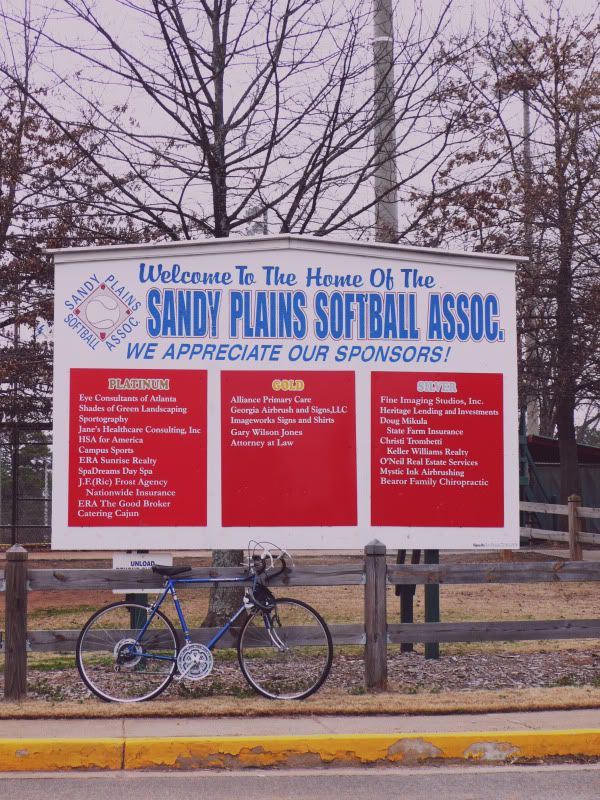 Welcome To The Home Of The
SANDY PLAINS SOFTBALL ASSOC.
SANDY PLAINS
SOFTBALL ASSOC
WE APPRECIATE OUR SPONSORS!
PLATINUM
Eye Consultants of Atlanta
Shades of Green Landscaping
Sportography
Jane's Healthcare Consulting, Inc
HSA for America
Campus Sports
ERA Sunrise Realty
SpaDreams Day Spa
J.F.(Ric) Frost Agency
Nationwide Insurance
ERA The Good Broker
Catering Cajun
GOLD
Alliance Primary Care
Georgia Airbrush and Signs,LLC
Imageworks Signs and Shirts
Gary Wilson Jones
Attorney at Law
SILVER
Fine Imaging Studios, Inc.
Heritage Lending and Investments
Doug Mikula
State Farm Insurance
Christi Trombetti
Keller Williams Realty
O'Neil Real Estate Services
Mystic Ink Airbrushing
Bearor Family Chiropractic
UNLOAD